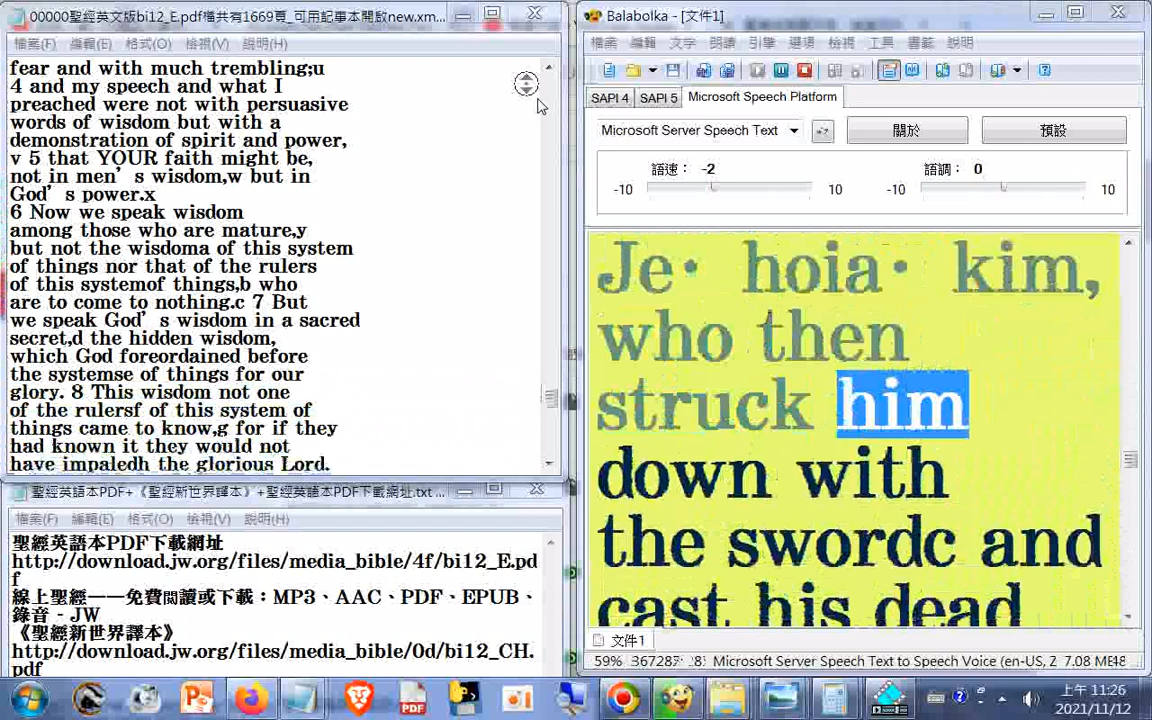 00000聖經英文版bi12_E.pdf檔共有1669頁_可用記事本開啟new.xm...
檔案(F) 編輯(E) 格式(O) 檢視(V) 說明(H)
fear and with much trembling;u
4 and my speech and what I
preached were not with persuasive
words of wisdom but with a
demonstration of spirit and power,
v 5 that YOUR faith might be,
not in men’s wisdom,w but in
God’s power.x
6 Now we speak wisdom
among those who are mature,y
but not the wisdoma of this system
of things nor that of the rulers
of this systemof things,b who
are to come to nothing.c 7 But
we speak God’s wisdom in a sacred
secret,d the hidden wisdom,
which God foreordained before
the systemse of things for our
glory. 8 This wisdom not one
of the rulersf of this system of
things came to know,g for if they
had known it they would not
have impaledh the glorious Lord.
聖經英語本PDF+《聖經新世界譯本》+聖經英語本PDF下載網址.txt ...
檔案(F) 編輯(E) 格式(O) 檢視(V) 說明(H)
聖經英語本PDF下載網址
http://download.jw.org/files/media_bible/4f/bi12_E.pd
f
線上聖經——免費閱讀或下載：MP3、AAC、PDF、EPUB、
錄音 - JW
《聖經新世界譯本》
http://download.jw.org/files/media_bible/0d/bi12_CH.
pdf
Balabolka - [文件1]
檔案 編輯 文字 朗讀 引擎 選項 檢視 工具 書籤 說明
SAPI 4 SAPI 5 Microsoft Speech Platform
Microsoft Server Speech Text 關於 預設
語速： -2 語調： 0
-10 10 -10 10
Je· hoia· kim,
who then
struck him
down with
the swordc and
cast his dead
文件1
59% Microsoft Server Speech Text to Speech Voice (en-US, 7.08 MB
上午 11:26
2021/11/12